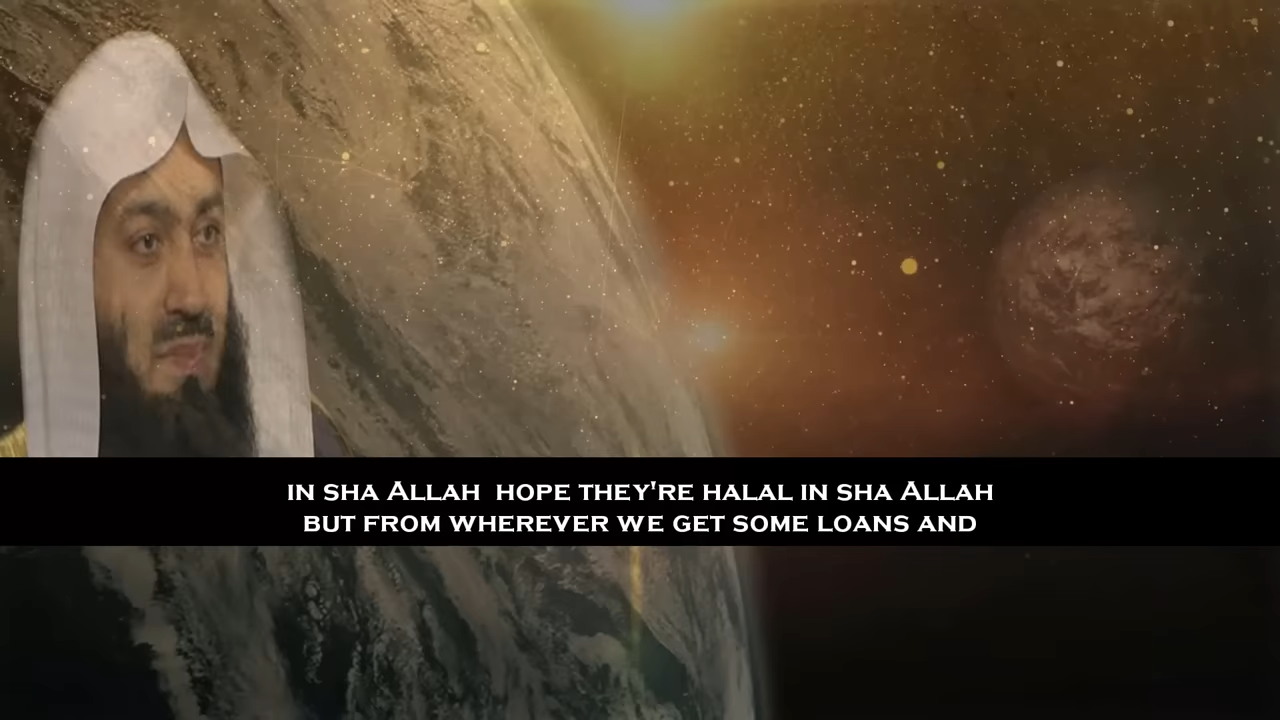 IN SHA ALLAH  HOPE THEY'RE HALAL IN SHA ALLAH
BUT FROM WHEREVER WE GET SOME LOANS AND